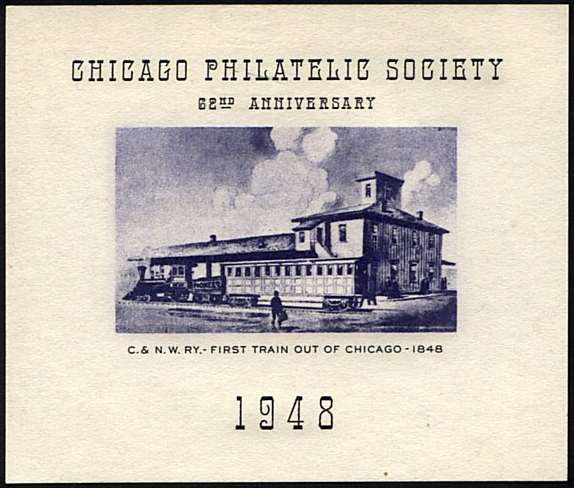 CHICAGO PHILATELIC SOCIETY
62ND ANNIVERSARY
C. & N. W. RY. - FIRST TRAIN OUT OF CHICAGO - 1848
1948